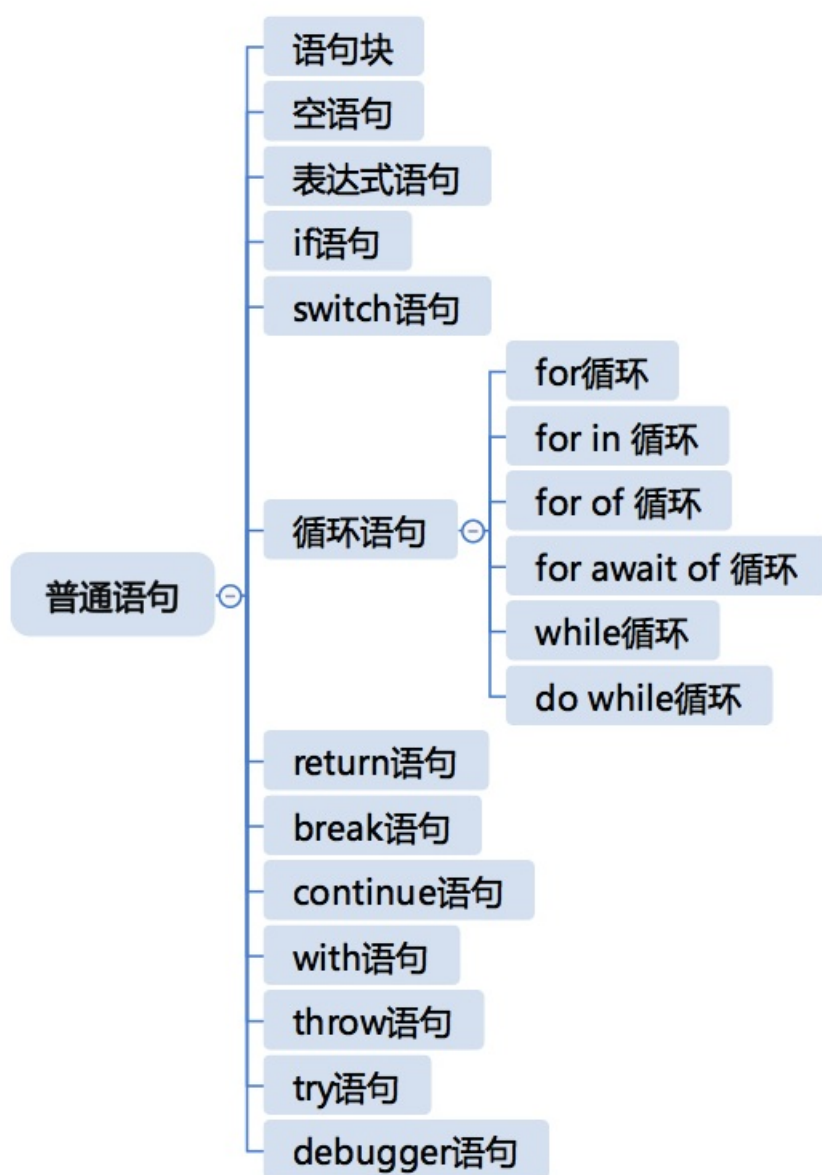 语句块
空语句
表达式语句
if语句
switch语句
for循环
for in 循环
for of 循环
循环语句
for await of 循环
普通语句
while循环
do while循环
return语句
break语句
continue语句
with语句
throw语句
try语句
debugger语句